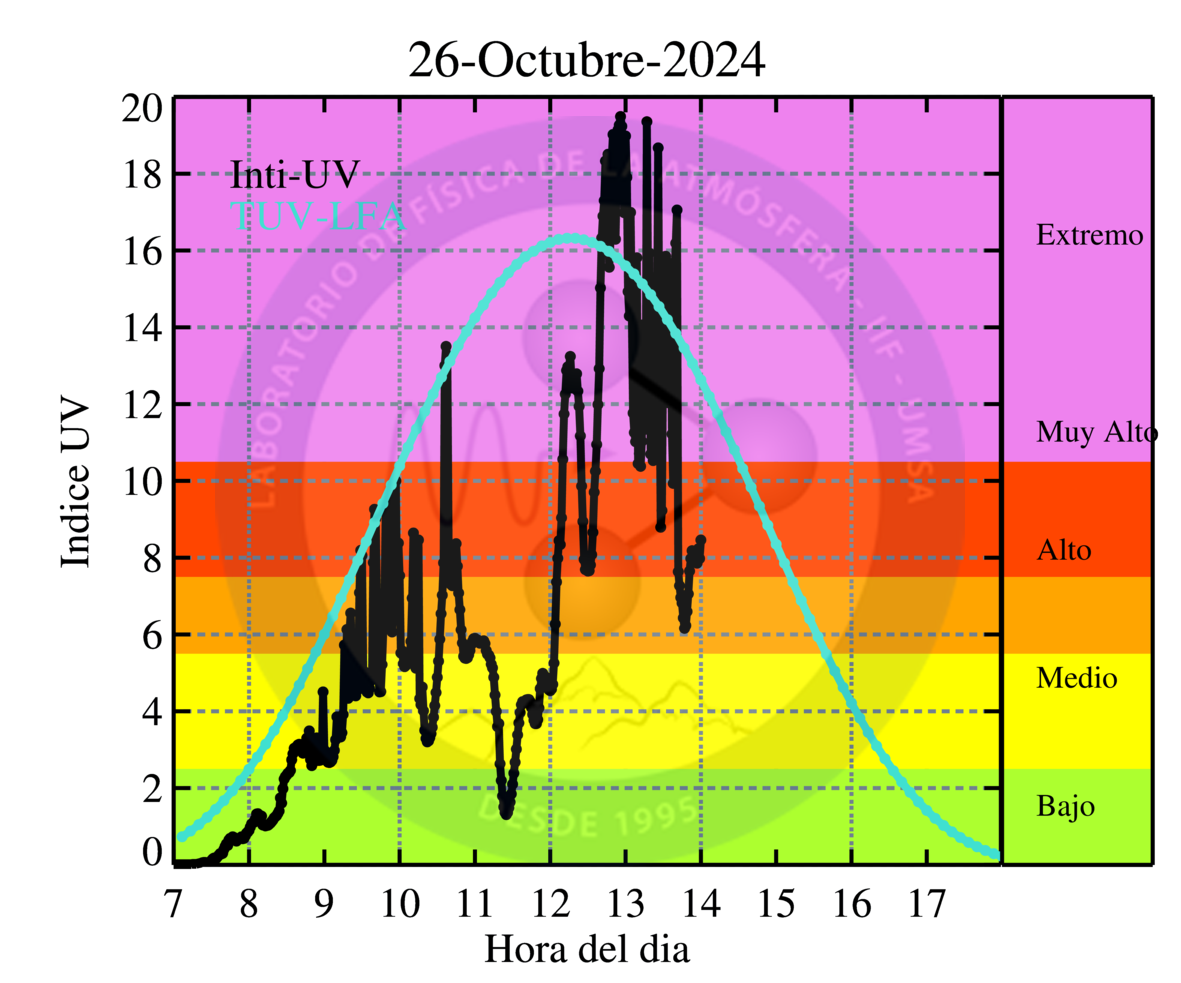 26-Octubre-2024
20
18
16
14
12
10
8
6
4
2
0
Indice UV
Inti-UV
TUV-LFA
LABORATORIO DE FÍSICA DE LA ATMÓSFERA - IIF - UMSA
DESDE 1995
Extremo
Muy Alto
Alto
Medio
Bajo
7 8 9 10 11 12 13 14 15 16 17
Hora del dia